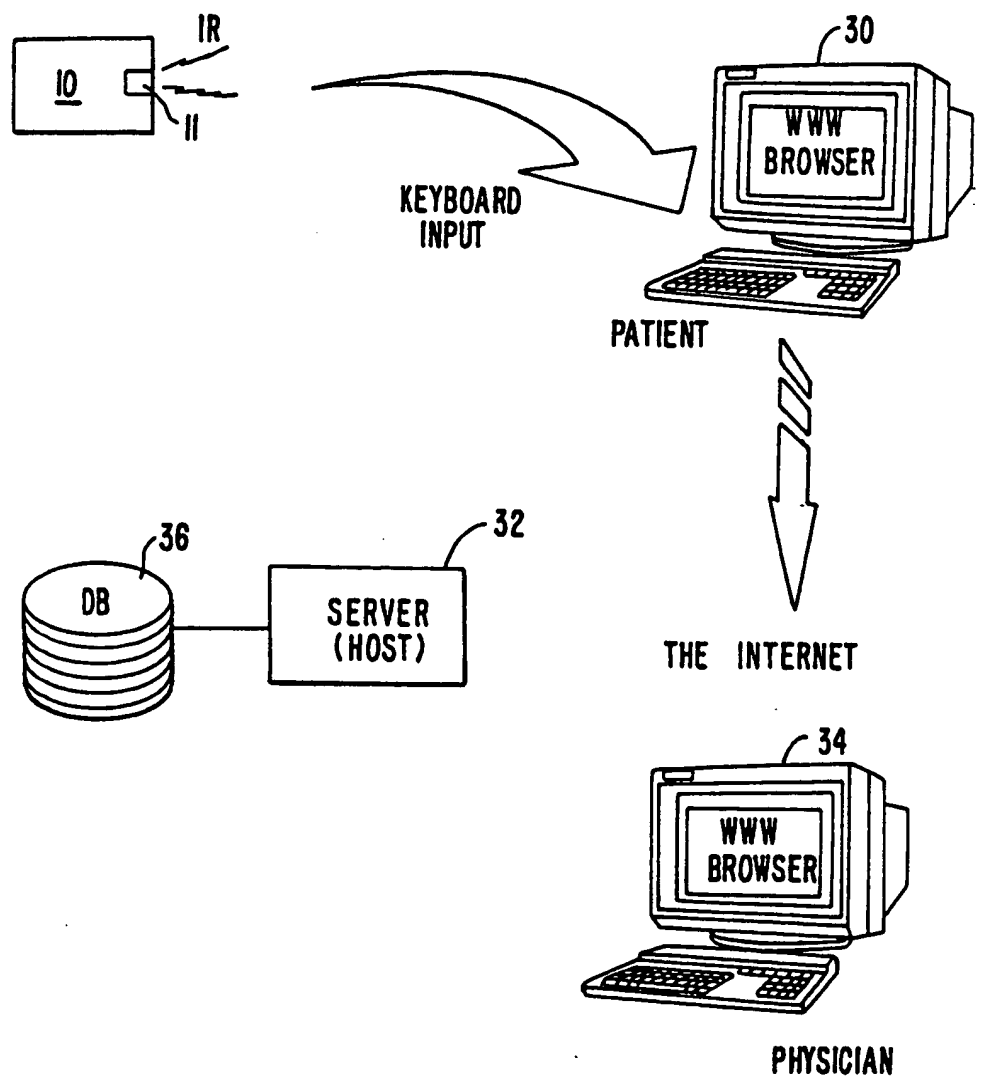 IR
10
11
30
WWW
BROWSER
KEYBOARD
INPUT
PATIENT
36
DB
32
SERVER
(HOST)
THE INTERNET
34
WWW
BROWSER
PHYSICIAN